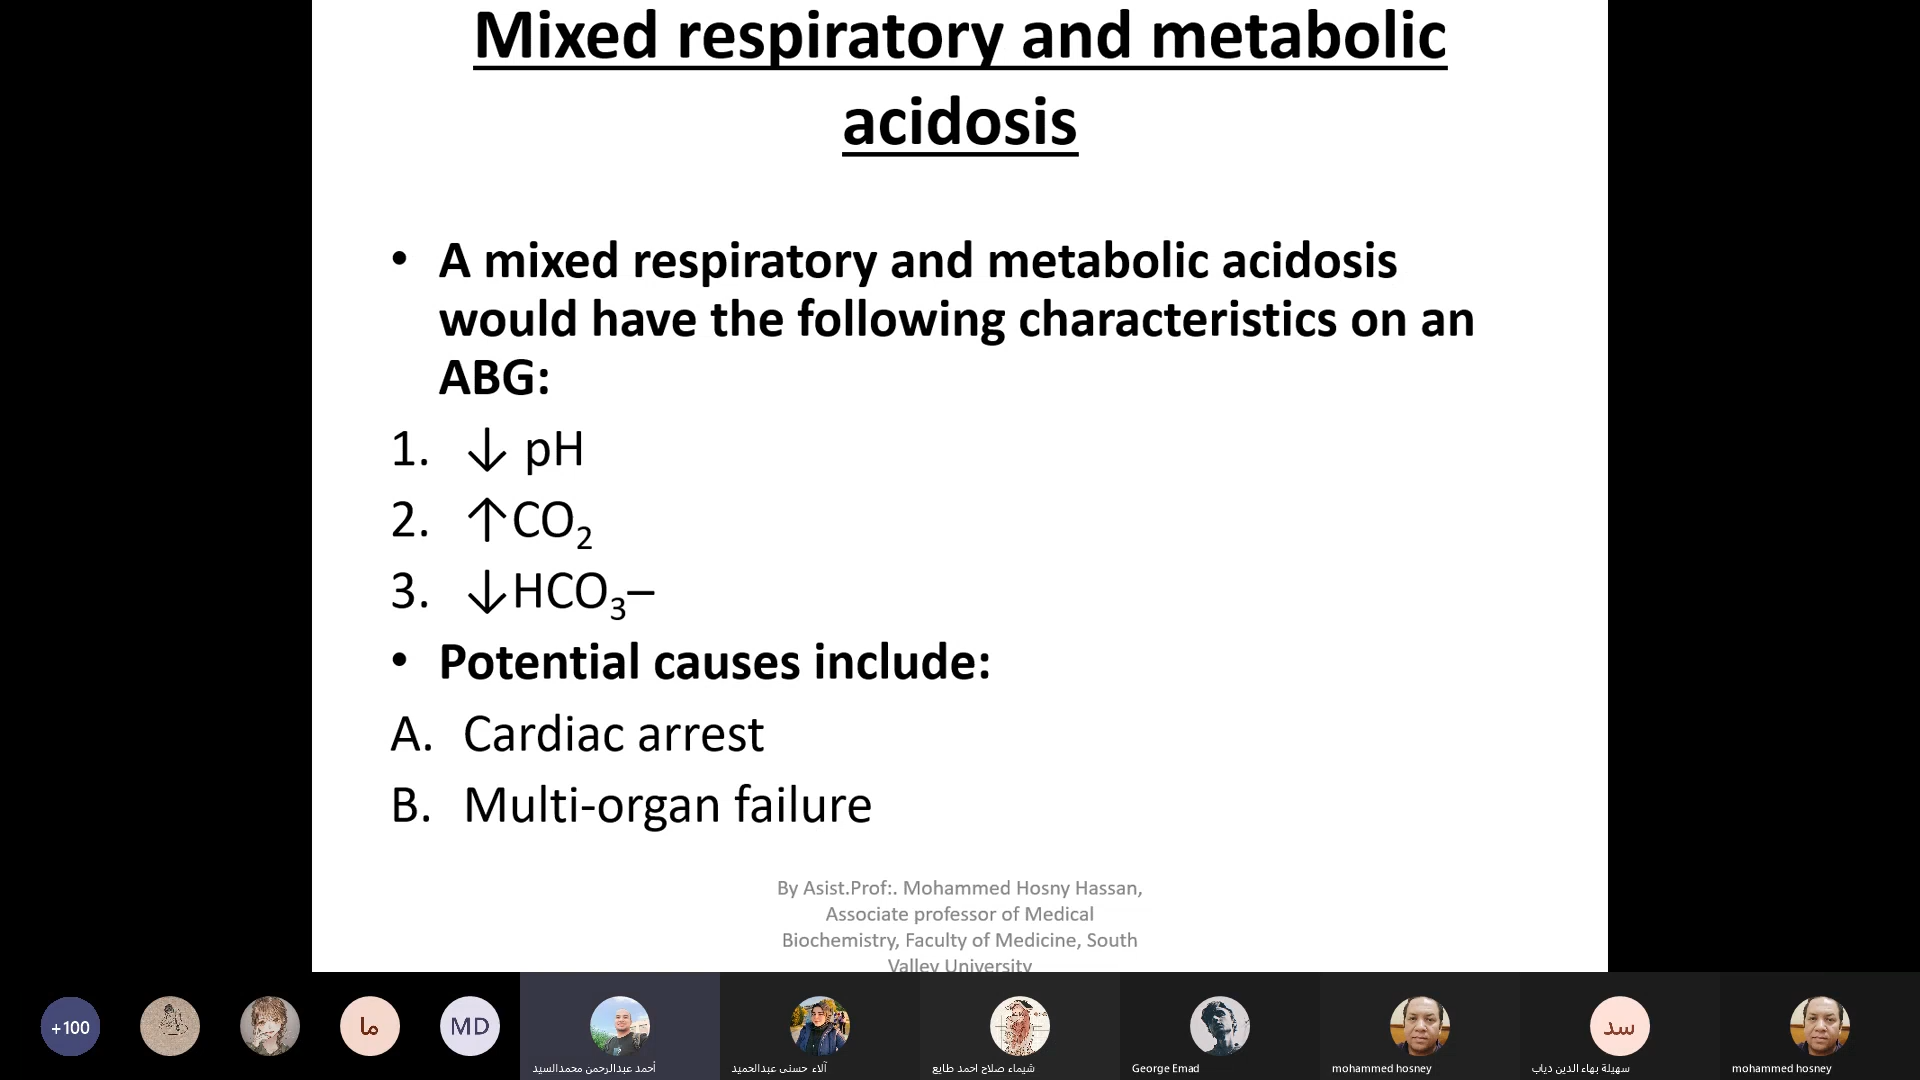 Mixed respiratory and metabolic
acidosis
• A mixed respiratory and metabolic acidosis
would have the following characteristics on an
ABG:
1. ↓ pH
2. ↑CO₂
3. ↓HCO₃–
• Potential causes include:
A. Cardiac arrest
B. Multi-organ failure
By Asist.Prof:. Mohammed Hosny Hassan,
Associate professor of Medical
Biochemistry, Faculty of Medicine, South
Valley University
+100
ما
MD
سد
أحمد عبدالرحمن محمدالسيد
آلاء حسنى عبدالحميد
شيماء صلاح احمد طايع
George Emad
mohammed hosney
سهيلة بهاء الدين دياب
mohammed hosney